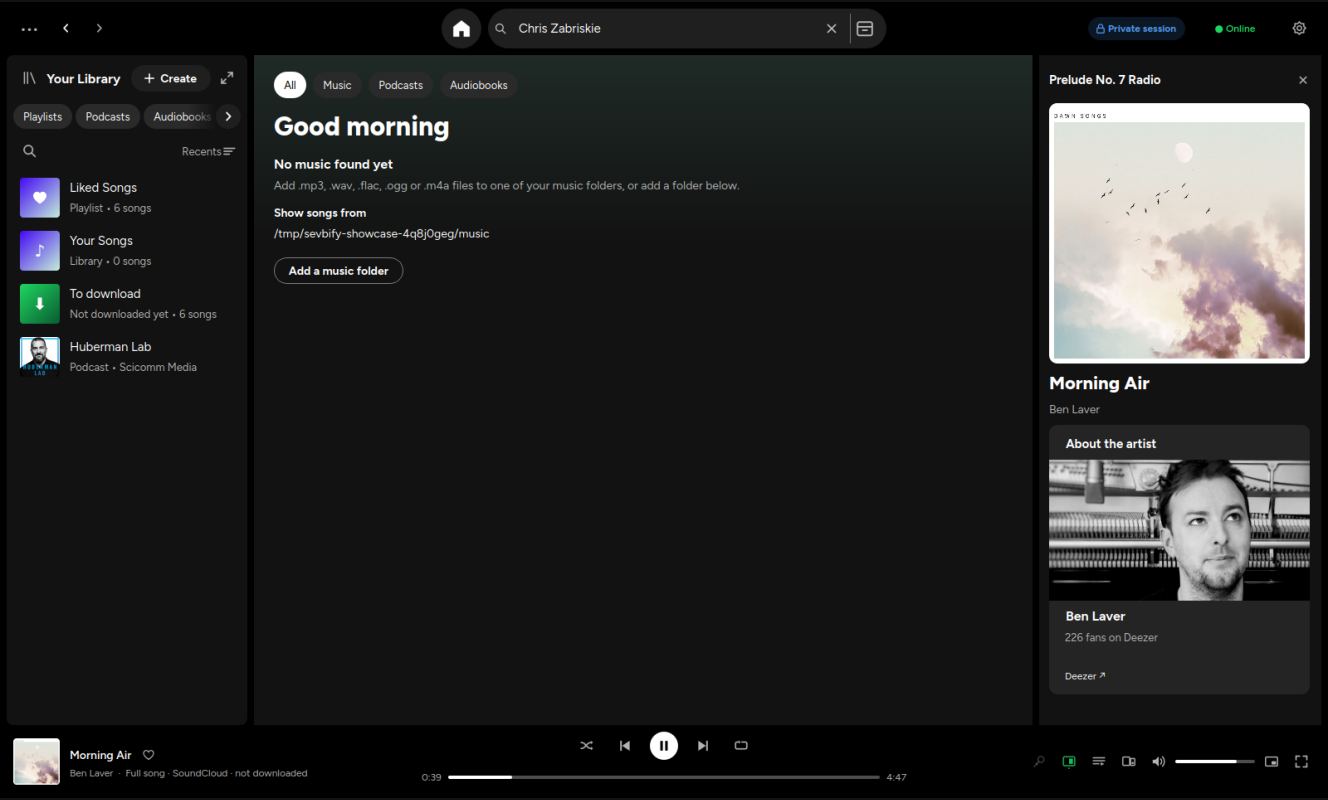 Chris Zabriskie
Private session
Online
Your Library
Create
Playlists
Podcasts
Audiobooks
Recents
Liked Songs
Playlist • 6 songs
Your Songs
Library • 0 songs
To download
Not downloaded yet • 6 songs
HUBERMAN
LAB
Huberman Lab
Podcast • Scicomm Media
All
Music
Podcasts
Audiobooks
Good morning
No music found yet
Add .mp3, .wav, .flac, .ogg or .m4a files to one of your music folders, or add a folder below.
Show songs from
/tmp/sevbify-showcase-4q8j0geg/music
Add a music folder
Prelude No. 7 Radio
DAWN SONGS
Morning Air
Ben Laver
About the artist
Ben Laver
226 fans on Deezer
Deezer ↗
Morning Air
Ben Laver · Full song · SoundCloud · not downloaded
0:39
4:47